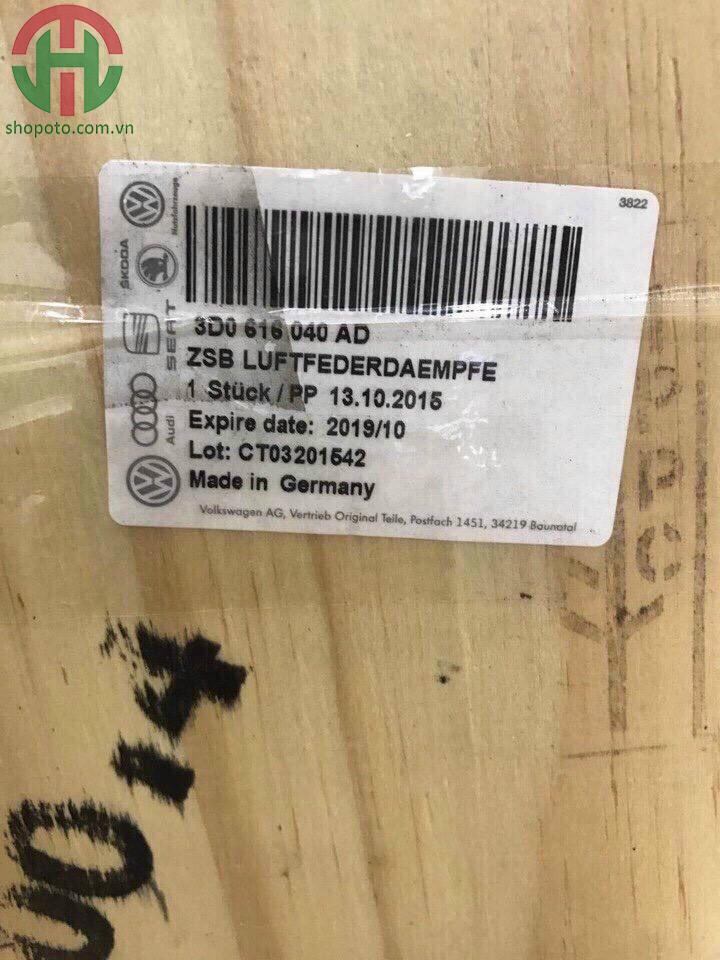 shopoto.com.vn
3822
Nutzfahrzeuge
ŠKODA
SEAT
Audi
3D0 616 040 AD
ZSB LUFTFEDERDAEMPFE
1 Stück / PP 13.10.2015
Expire date: 2019/10
Lot: CT03201542
Made in Germany
Volkswagen AG, Vertrieb Original Teile, Postfach 1451, 34219 Baunatal